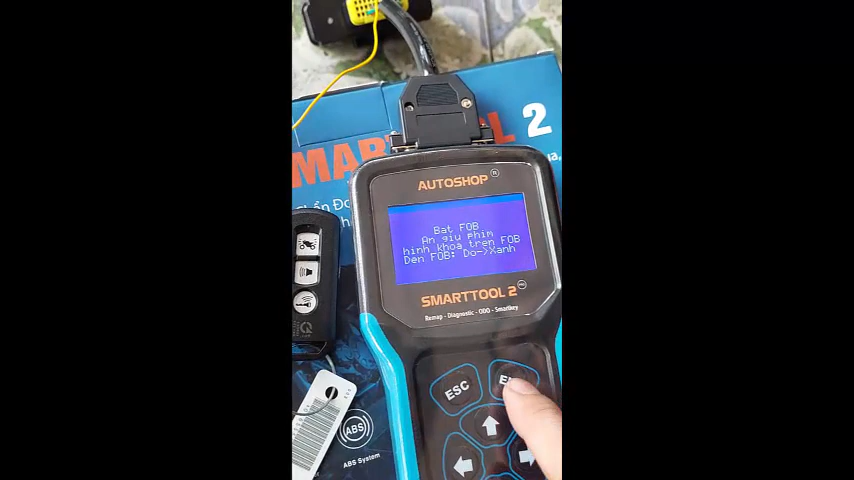 2
AUTOSHOP ®
Bat FOB
An giu phim
hinh khoa tren FOB
Den FOB: Do->Xanh
SMARTTOOL 2
Remap - Diagnostic - ODO - Smartkey
ESC
ABS
ABS System